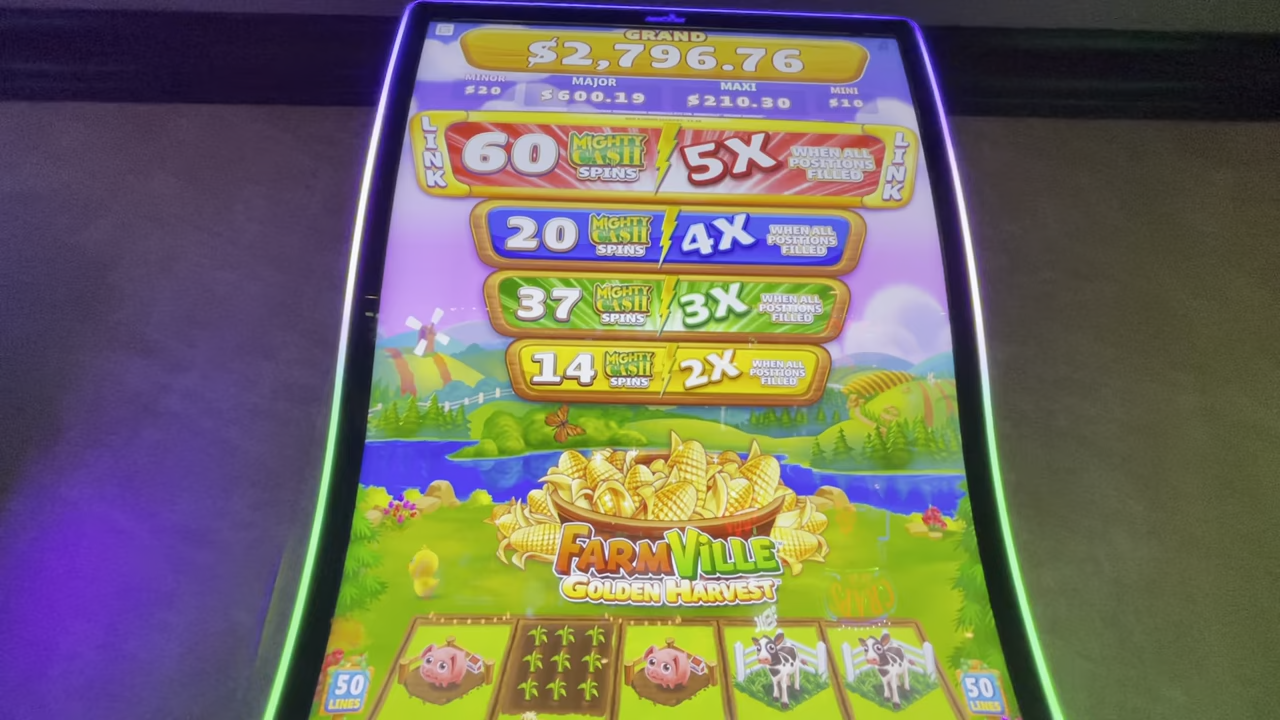 GRAND
$2,796.76
MINOR
$20
MAJOR
$600.19
MAXI
$210.30
MINI
$10
LINK
60 MIGHTY CASH SPINS 5X WHEN ALL POSITIONS FILLED
LINK
20 MIGHTY CASH SPINS 4X WHEN ALL POSITIONS FILLED
37 MIGHTY CASH SPINS 3X WHEN ALL POSITIONS FILLED
14 MIGHTY CASH SPINS 2X WHEN ALL POSITIONS FILLED
FARMVILLE™
GOLDEN HARVEST™
50 LINES
50 LINES